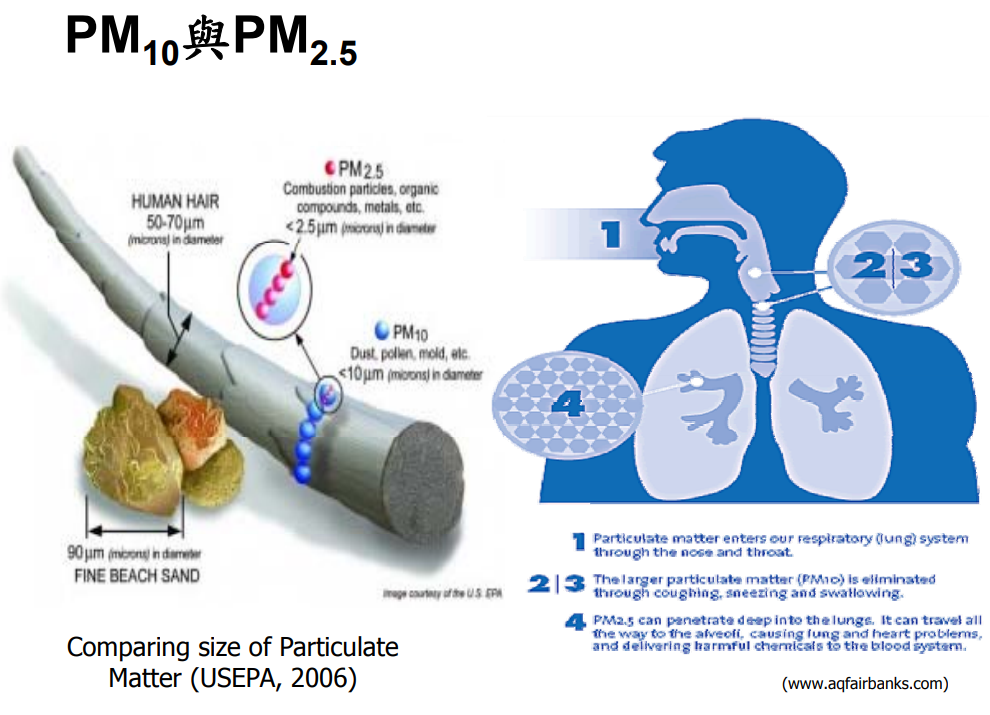 PM10與PM2.5
PM2.5
Combustion particles, organic
compounds, metals, etc.
<2.5μm (microns) in diameter
HUMAN HAIR
50-70μm
(microns) in diameter
PM10
Dust, pollen, mold, etc.
<10μm (microns) in diameter
90μm (microns) in diameter
FINE BEACH SAND
Image courtesy of the U.S. EPA
Comparing size of Particulate
Matter (USEPA, 2006)
1
2|3
4
1 Particulate matter enters our respiratory (lung) system
through the nose and throat.
2|3 The larger particulate matter (PM10) is eliminated
through coughing, sneezing and swallowing.
4 PM2.5 can penetrate deep into the lungs. It can travel all
the way to the alveoli, causing lung and heart problems,
and delivering harmful chemicals to the blood system.
(www.aqfairbanks.com)